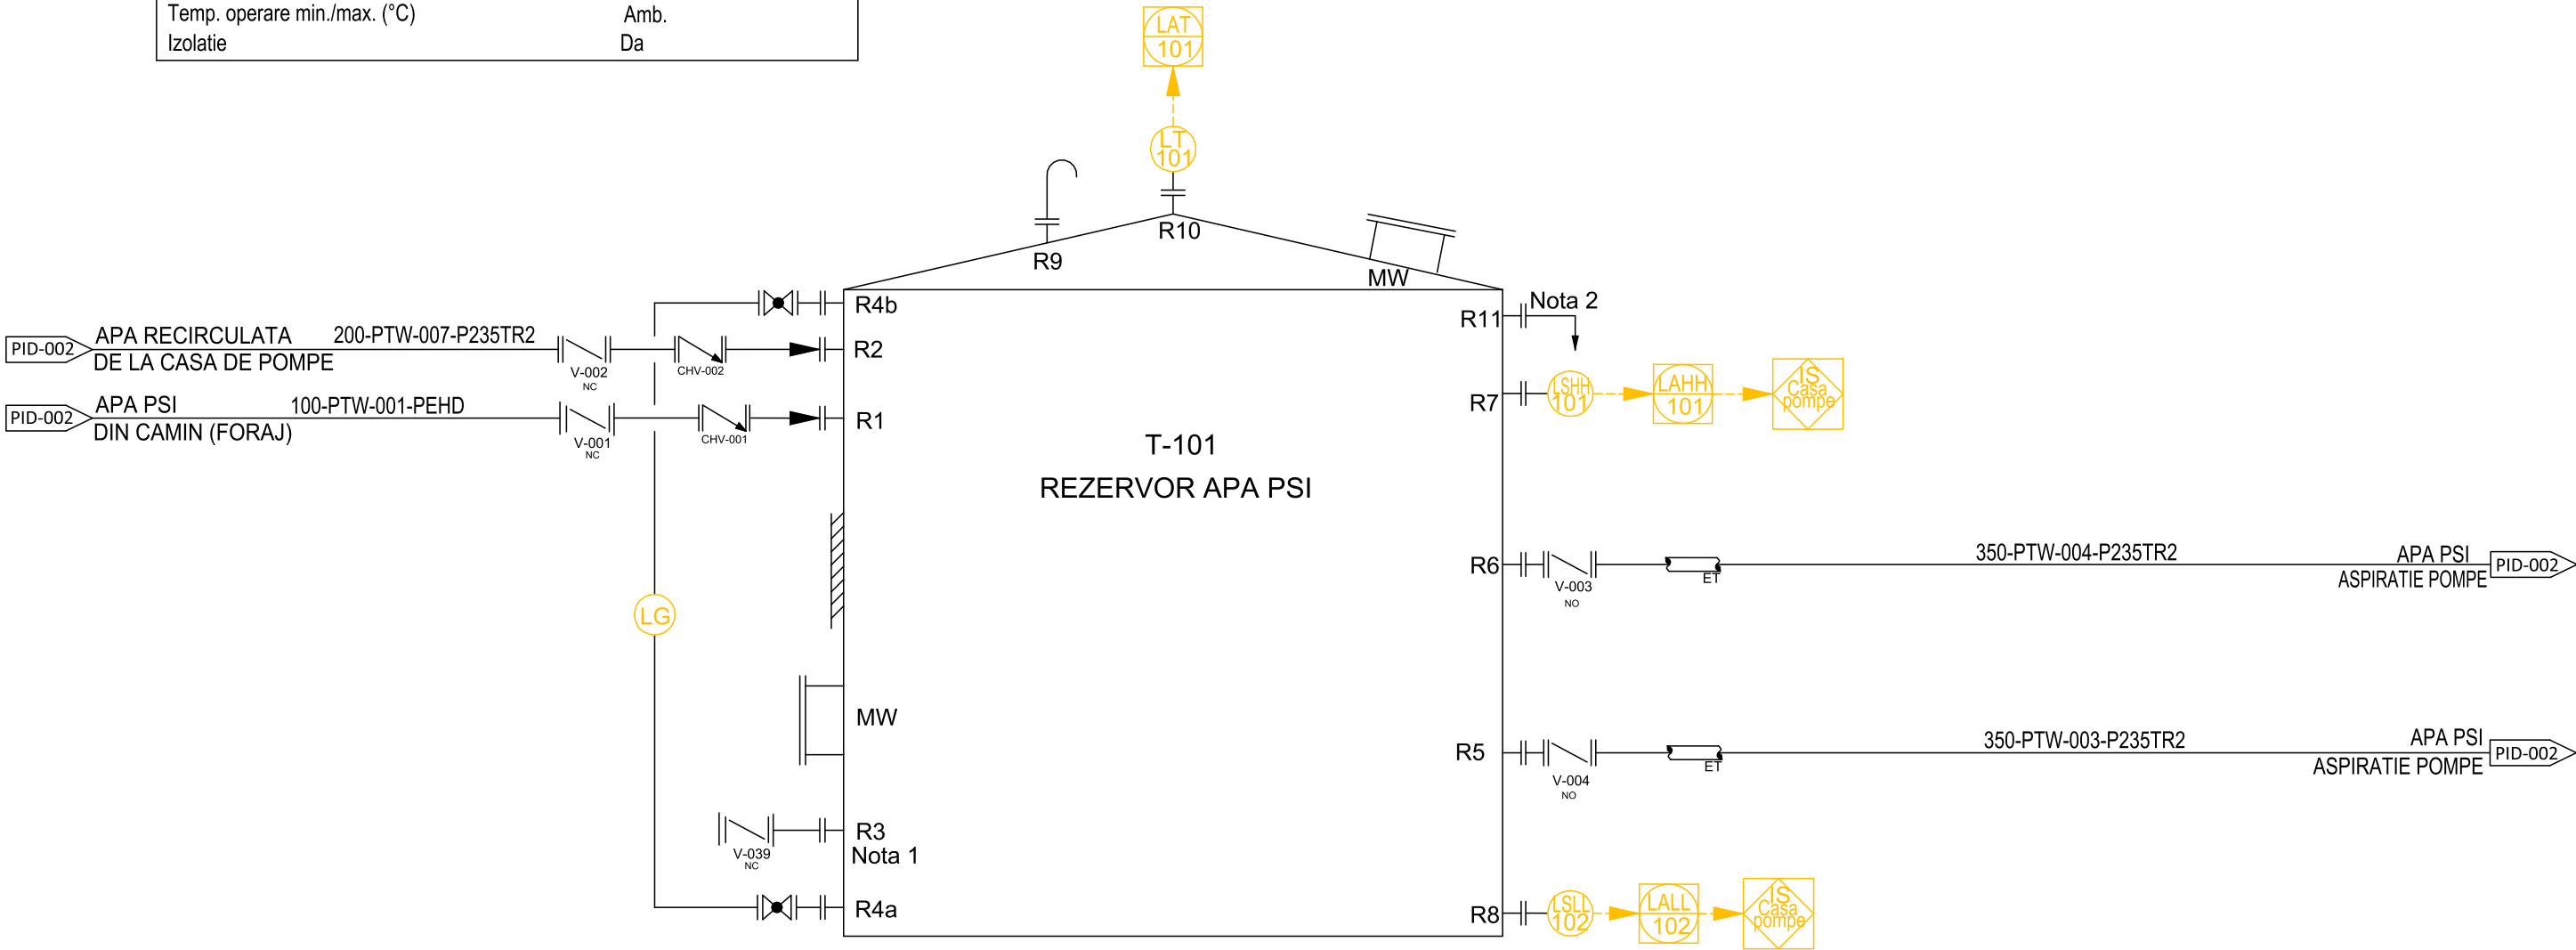 Temp. operare min./max. (°C) Amb.
Izolatie Da
LAT
101
LT
101
R10
R9
MW
R4b
Nota 2
R11
PID-002
APA RECIRCULATA
DE LA CASA DE POMPE
200-PTW-007-P235TR2
V-002
NC
CHV-002
R2
PID-002
APA PSI
DIN CAMIN (FORAJ)
100-PTW-001-PEHD
V-001
NC
CHV-001
R1
R7
LSHH
101
LAHH
101
IS
Casa
pompe
T-101
REZERVOR APA PSI
R6
V-003
NO
ET
350-PTW-004-P235TR2
APA PSI
ASPIRATIE POMPE
PID-002
LG
MW
R5
V-004
NO
ET
350-PTW-003-P235TR2
APA PSI
ASPIRATIE POMPE
PID-002
V-039
NC
R3
Nota 1
R4a
R8
LSLL
102
LALL
102
IS
Casa
pompe